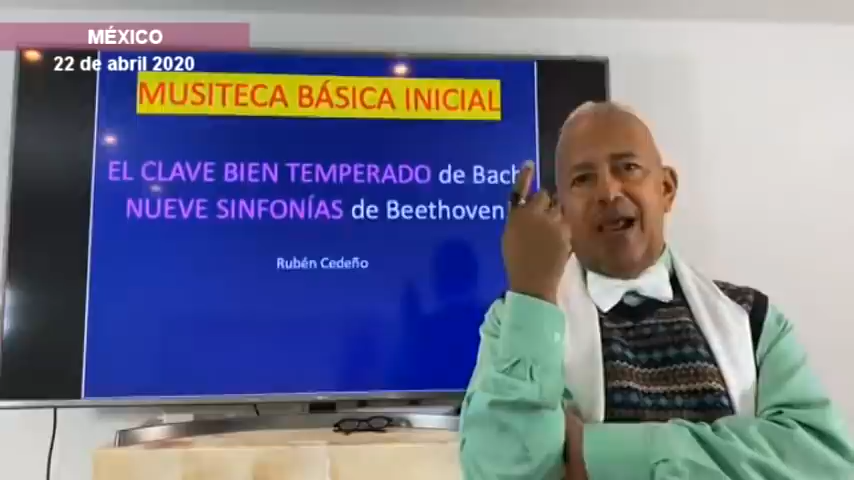 MÉXICO
22 de abril 2020
MUSITECA BÁSICA INICIAL
EL CLAVE BIEN TEMPERADO de Bach
NUEVE SINFONÍAS de Beethoven
Rubén Cedeño